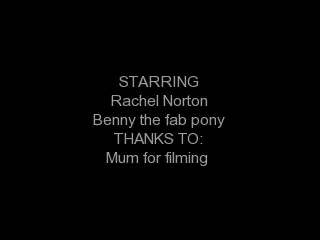 STARRING
Rachel Norton
Benny the fab pony
THANKS TO:
Mum for filming